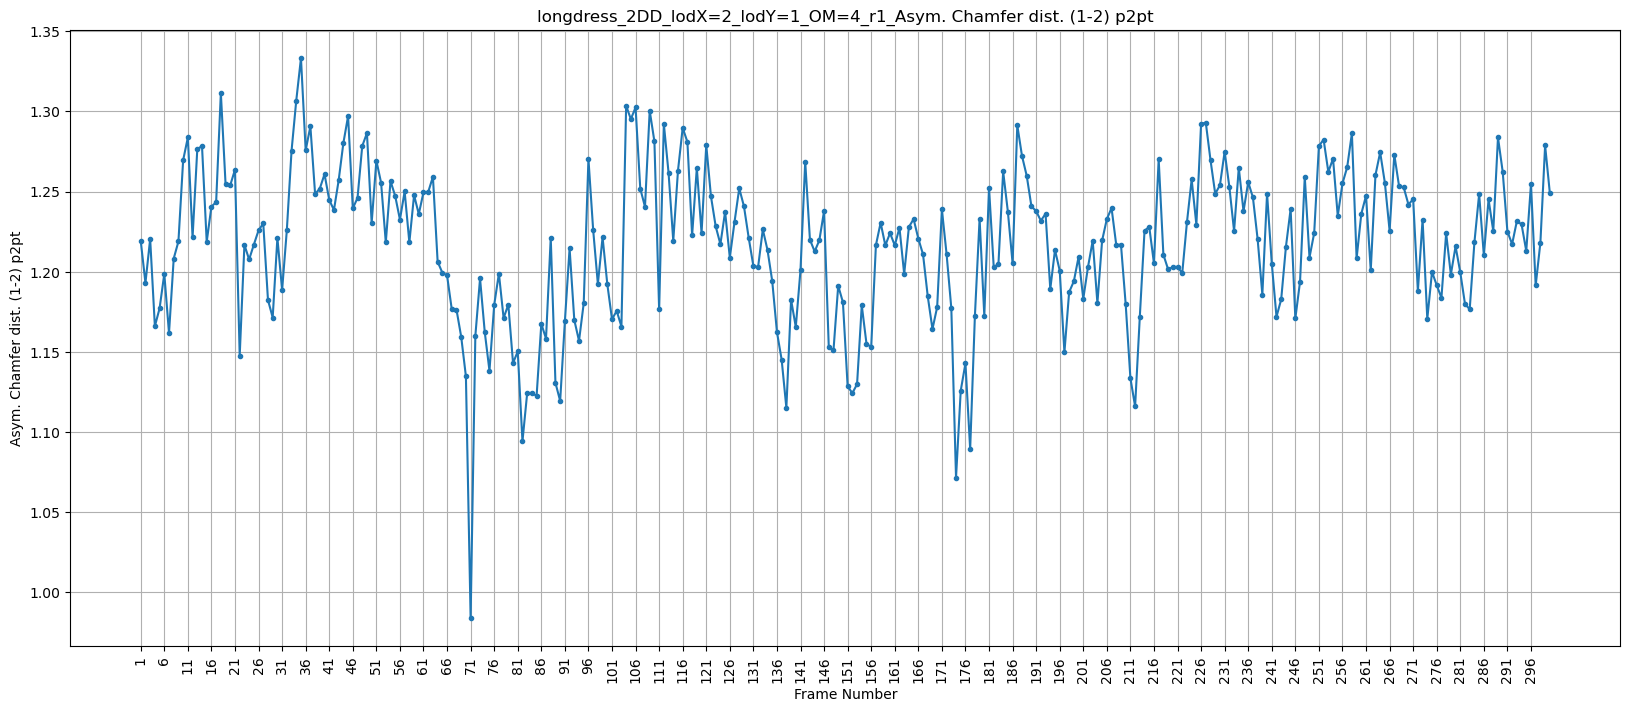 longdress_2DD_lodX=2_lodY=1_OM=4_r1_Asym. Chamfer dist. (1-2) p2pt
Asym. Chamfer dist. (1-2) p2pt
1.35
1.30
1.25
1.20
1.15
1.10
1.05
1.00
1 6 11 16 21 26 31 36 41 46 51 56 61 66 71 76 81 86 91 96 101 106 111 116 121 126 131 136 141 146 151 156 161 166 171 176 181 186 191 196 201 206 211 216 221 226 231 236 241 246 251 256 261 266 271 276 281 286 291 296
Frame Number